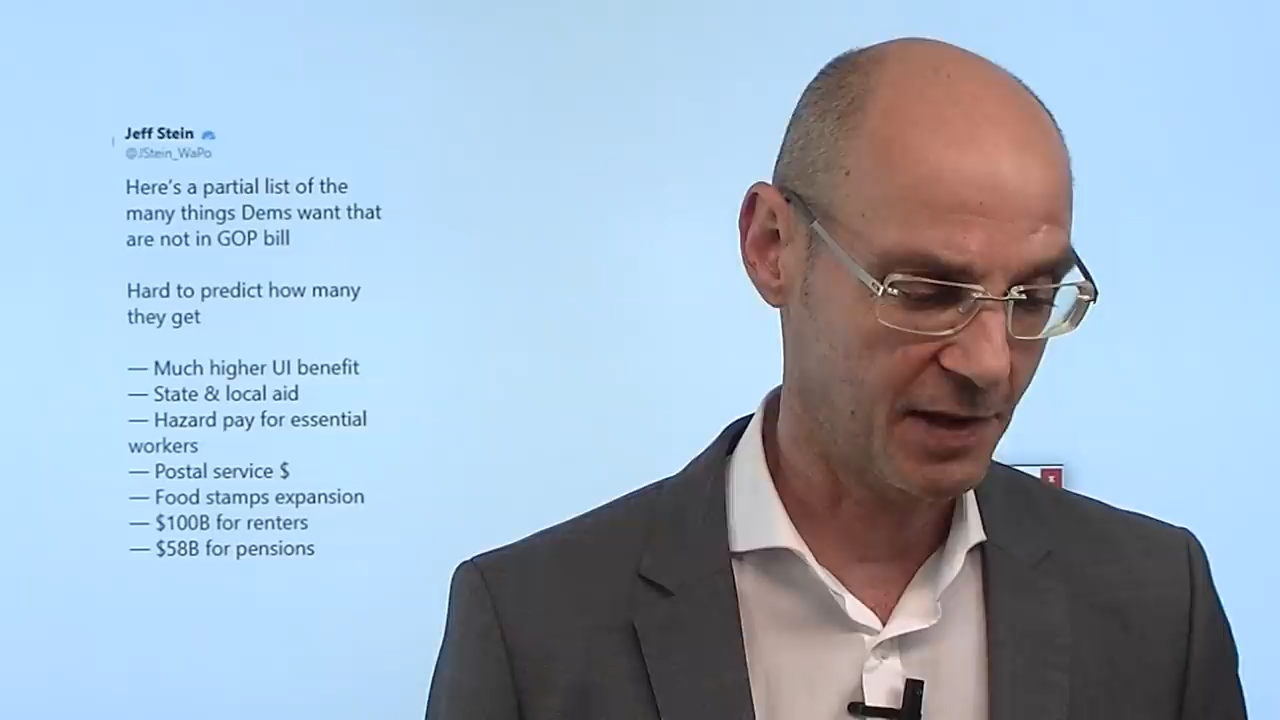 Jeff Stein
@JStein_WaPo
Here's a partial list of the
many things Dems want that
are not in GOP bill
Hard to predict how many
they get
— Much higher UI benefit
— State & local aid
— Hazard pay for essential
workers
— Postal service $
— Food stamps expansion
— $100B for renters
— $58B for pensions
x